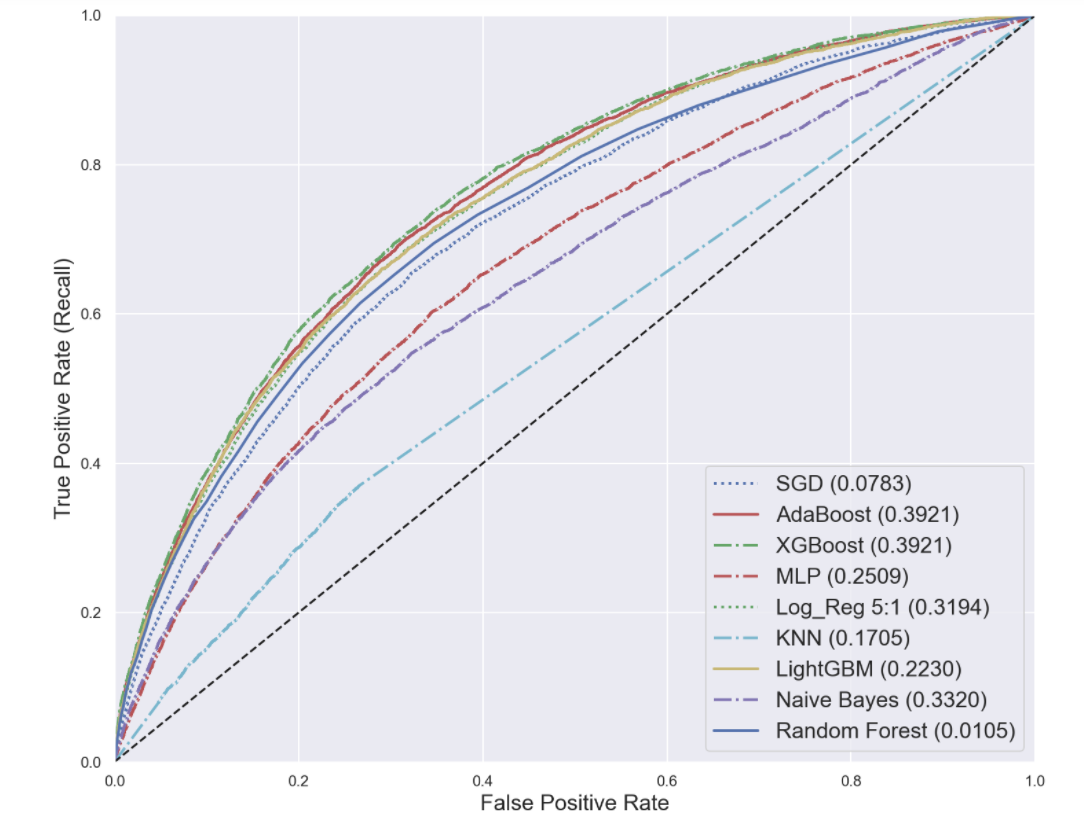 1.0
0.8
0.6
0.4
0.2
0.0
True Positive Rate (Recall)
SGD (0.0783)
AdaBoost (0.3921)
XGBoost (0.3921)
MLP (0.2509)
Log_Reg 5:1 (0.3194)
KNN (0.1705)
LightGBM (0.2230)
Naive Bayes (0.3320)
Random Forest (0.0105)
0.0 0.2 0.4 0.6 0.8 1.0
False Positive Rate